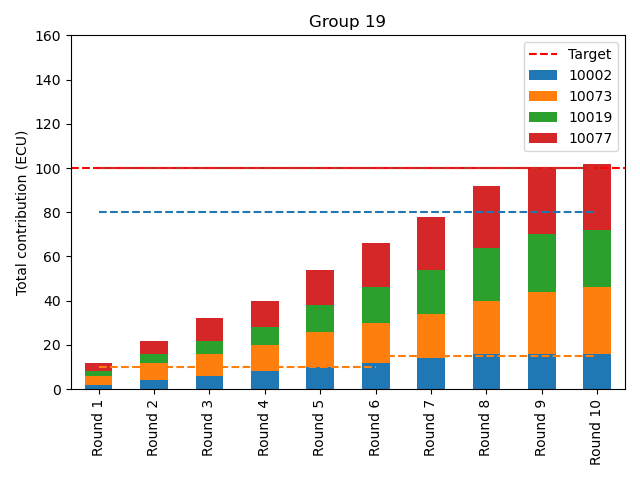 Group 19
Total contribution (ECU)
160
140
120
100
80
60
40
20
0
Target
10002
10073
10019
10077
Round 1
Round 2
Round 3
Round 4
Round 5
Round 6
Round 7
Round 8
Round 9
Round 10